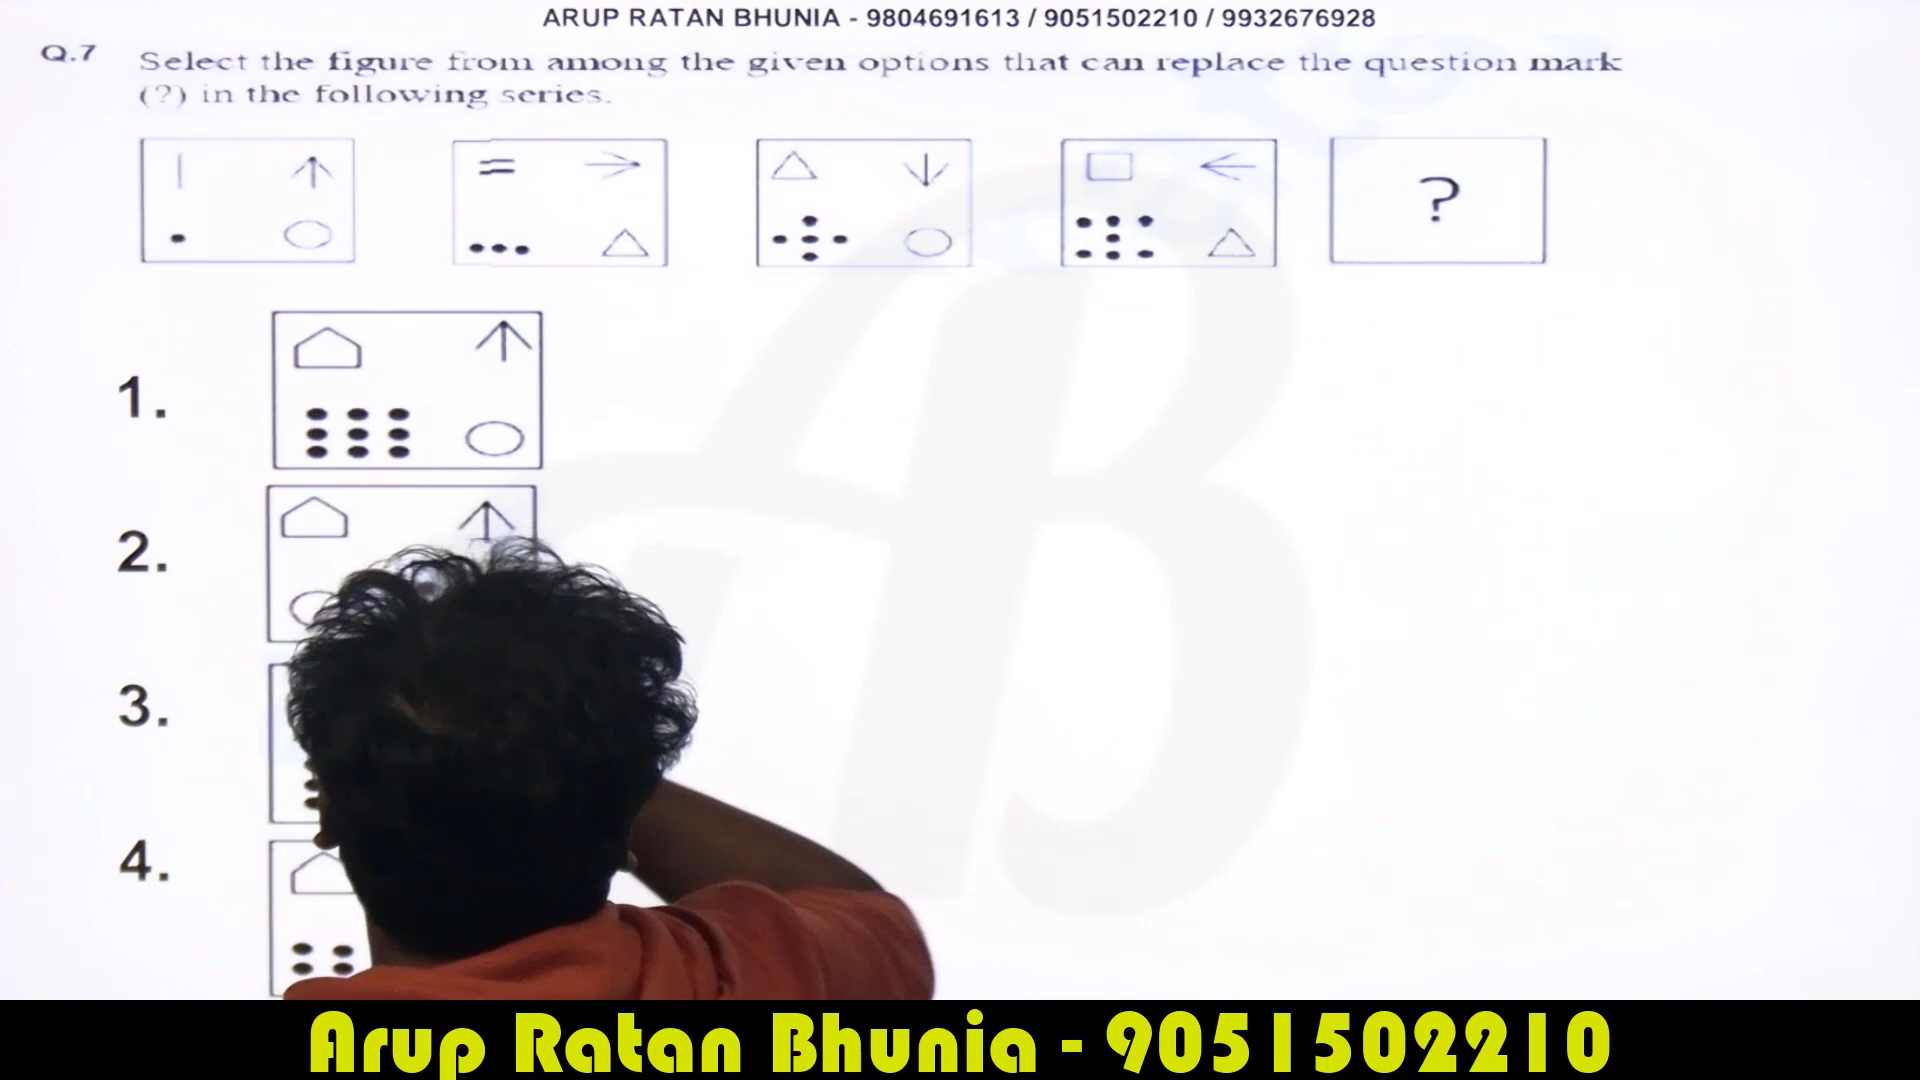 ARUP RATAN BHUNIA - 9804691613 / 9051502210 / 9932676928
Q.7 Select the figure from among the given options that can replace the question mark
(?) in the following series.
?
1.
2.
3.
4.
Arup Ratan Bhunia - 9051502210